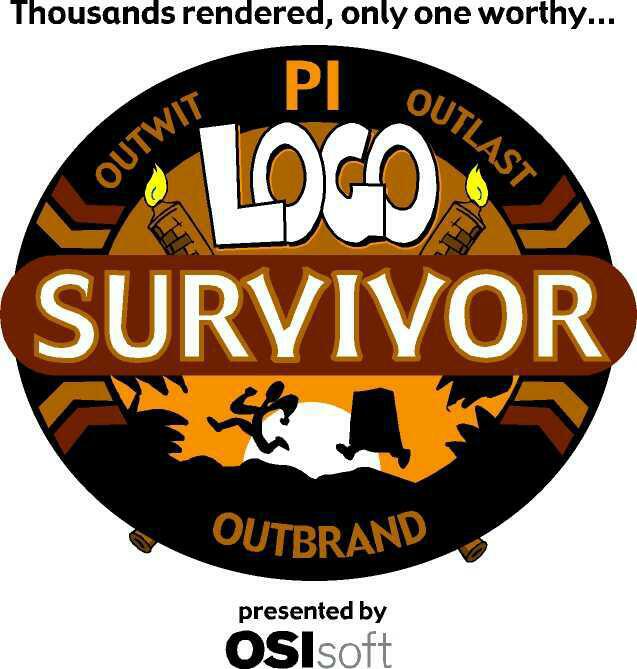 Thousands rendered, only one worthy...
PI
OUTWIT
OUTLAST
LOGO
SURVIVOR
OUTBRAND
presented by
OSIsoft